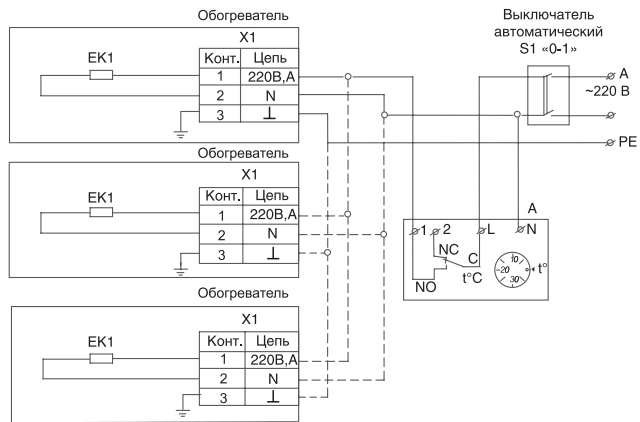 Обогреватель
X1
EK1
Конт. Цепь
1 220В,А
2 N
3 ⊥
Обогреватель
X1
EK1
Конт. Цепь
1 220В,А
2 N
3 ⊥
Обогреватель
X1
EK1
Конт. Цепь
1 220В,А
2 N
3 ⊥
Выключатель
автоматический
S1 «0-1»
А
~220 В
PE
A
1 2 L N
NC
C
NO
t°C
10
20
30
t°